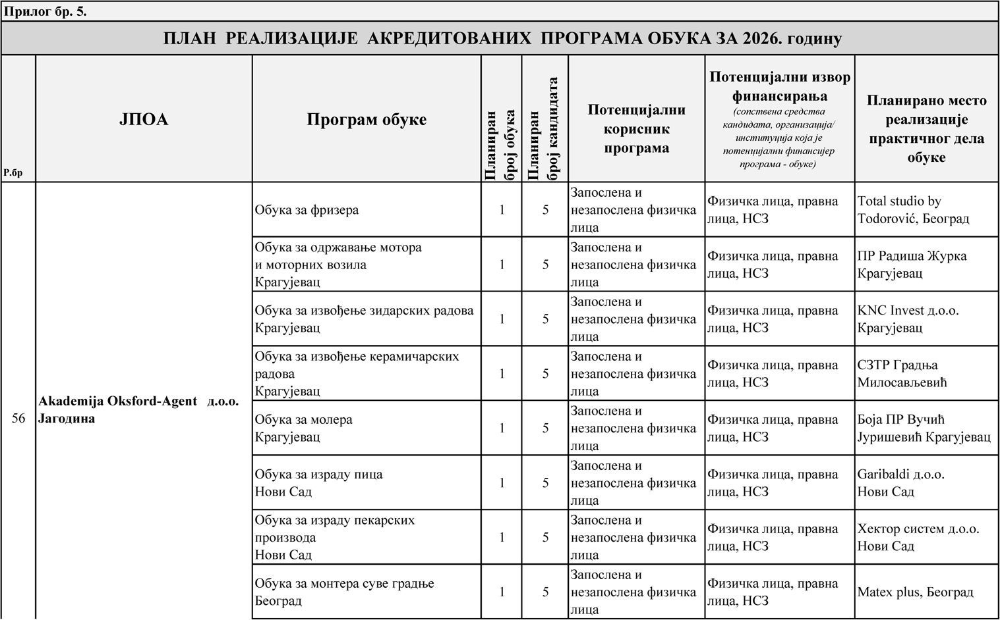 Прилог бр. 5.
ПЛАН РЕАЛИЗАЦИЈЕ АКРЕДИТОВАНИХ ПРОГРАМА ОБУКА ЗА 2026. годину
Р.бр
ЈПОА
Програм обуке
Планиран
број обука
Планиран
број кандидата
Потенцијални
корисник
програма
Потенцијални извор
финансирања
(сопствена средства
кандидата, организација/
институција која је
потенцијални финансијер
програма - обуке)
Планирано место
реализације
практичног дела
обуке
56
Akademija Oksford-Agent д.о.о.
Јагодина
Обука за фризера
1
5
Запослена и
незапослена физичка
лица
Физичка лица, правна
лица, НСЗ
Total studio by
Todorović, Београд
Обука за одржавање мотора
и моторних возила
Крагујевац
1
5
Запослена и
незапослена физичка
лица
Физичка лица, правна
лица, НСЗ
ПР Радиша Журка
Крагујевац
Обука за извођење зидарских радова
Крагујевац
1
5
Запослена и
незапослена физичка
лица
Физичка лица, правна
лица, НСЗ
KNC Invest д.о.о.
Крагујевац
Обука за извођење керамичарских
радова
Крагујевац
1
5
Запослена и
незапослена физичка
лица
Физичка лица, правна
лица, НСЗ
СЗТР Градња
Милосављевић
Обука за молера
Крагујевац
1
5
Запослена и
незапослена физичка
лица
Физичка лица, правна
лица, НСЗ
Боја ПР Вучић
Јуришевић Крагујевац
Обука за израду пица
Нови Сад
1
5
Запослена и
незапослена физичка
лица
Физичка лица, правна
лица, НСЗ
Garibaldi д.о.о.
Нови Сад
Обука за израду пекарских
производа
Нови Сад
1
5
Запослена и
незапослена физичка
лица
Физичка лица, правна
лица, НСЗ
Хектор систем д.о.о.
Нови Сад
Обука за монтера суве градње
Београд
1
5
Запослена и
незапослена физичка
лица
Физичка лица, правна
лица, НСЗ
Matex plus, Београд